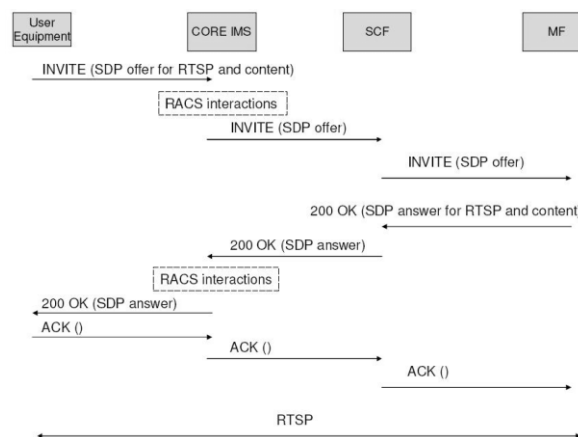 User
Equipment
CORE IMS
SCF
MF
INVITE (SDP offer for RTSP and content)
RACS interactions
INVITE (SDP offer)
INVITE (SDP offer)
200 OK (SDP answer for RTSP and content)
200 OK (SDP answer)
RACS interactions
200 OK (SDP answer)
ACK ()
ACK ()
ACK ()
RTSP